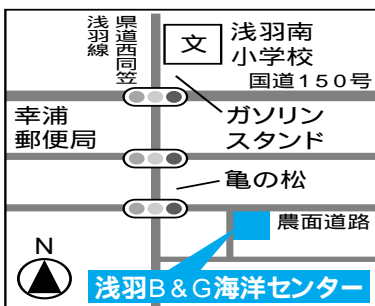 県道西同笠
浅羽線
文
浅羽南
小学校
国道150号
幸浦
郵便局
ガソリン
スタンド
亀の松
農面道路
N
浅羽B&G海洋センター